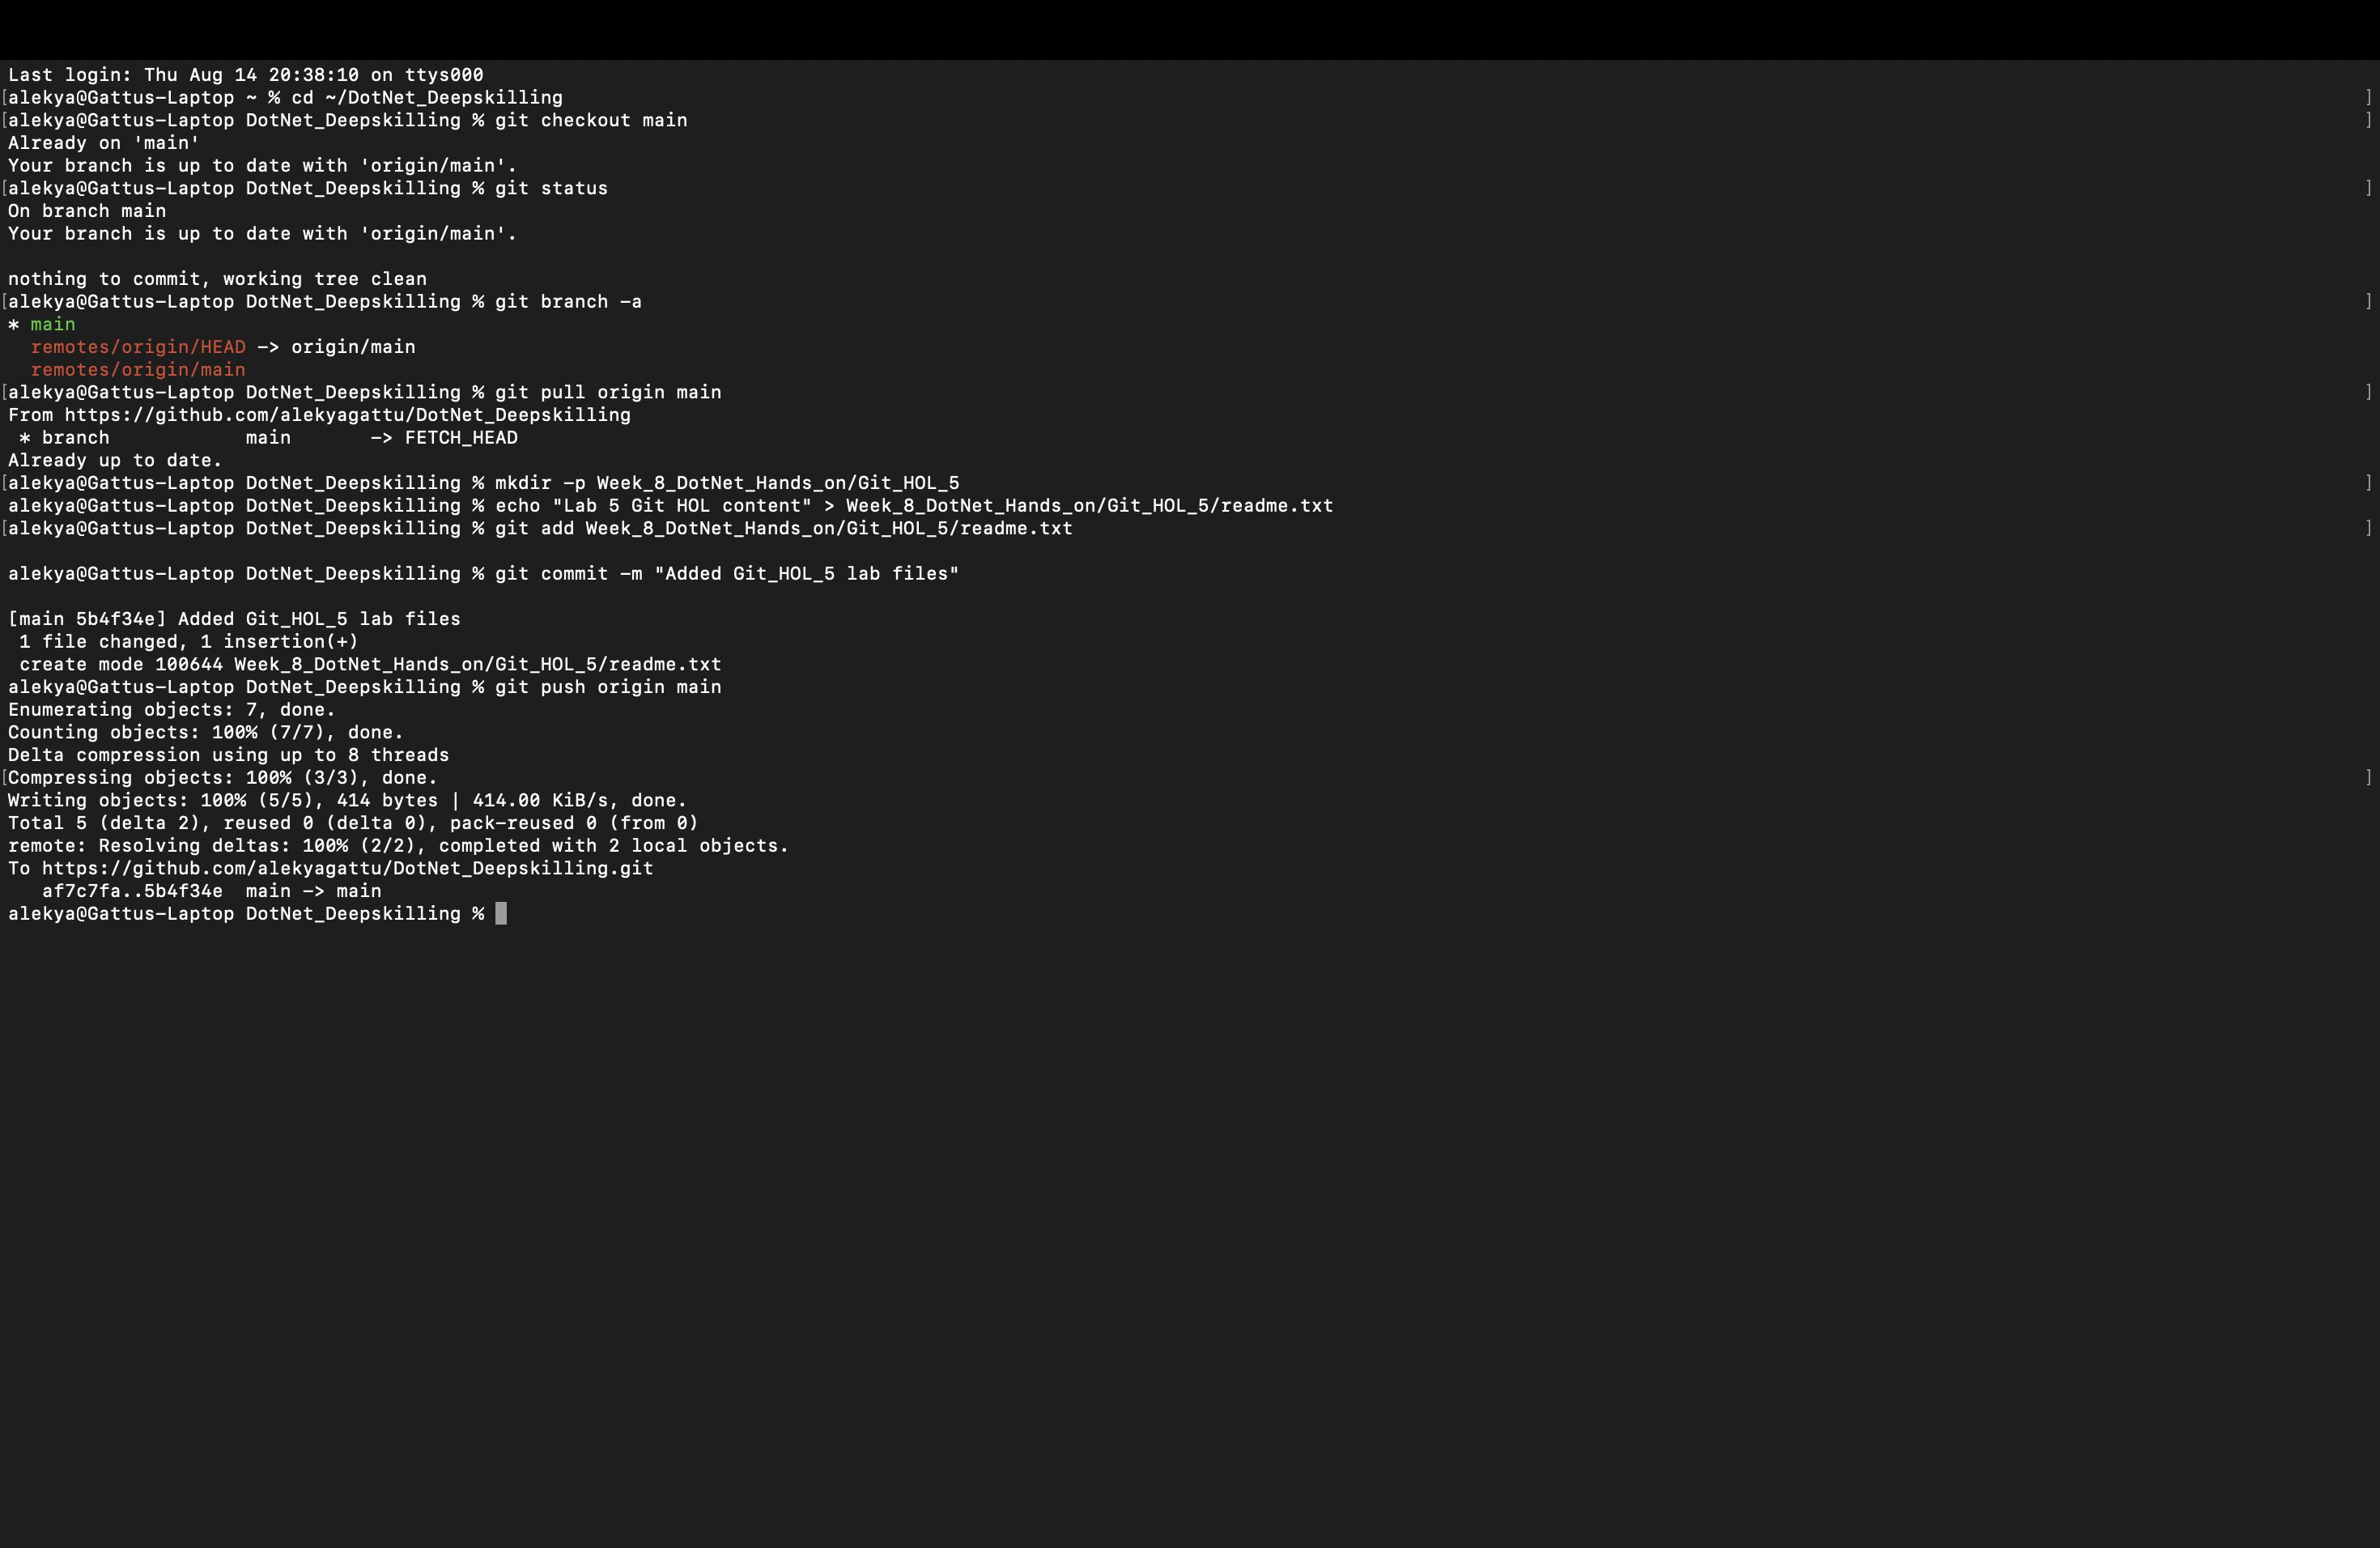 Last login: Thu Aug 14 20:38:10 on ttys000
[alekya@Gattus-Laptop ~ % cd ~/DotNet_Deepskilling ]
[alekya@Gattus-Laptop DotNet_Deepskilling % git checkout main ]
Already on 'main'
Your branch is up to date with 'origin/main'.
[alekya@Gattus-Laptop DotNet_Deepskilling % git status ]
On branch main
Your branch is up to date with 'origin/main'.

nothing to commit, working tree clean
[alekya@Gattus-Laptop DotNet_Deepskilling % git branch -a ]
* main
  remotes/origin/HEAD -> origin/main
  remotes/origin/main
[alekya@Gattus-Laptop DotNet_Deepskilling % git pull origin main ]
From https://github.com/alekyagattu/DotNet_Deepskilling
 * branch            main       -> FETCH_HEAD
Already up to date.
[alekya@Gattus-Laptop DotNet_Deepskilling % mkdir -p Week_8_DotNet_Hands_on/Git_HOL_5 ]
alekya@Gattus-Laptop DotNet_Deepskilling % echo "Lab 5 Git HOL content" > Week_8_DotNet_Hands_on/Git_HOL_5/readme.txt
[alekya@Gattus-Laptop DotNet_Deepskilling % git add Week_8_DotNet_Hands_on/Git_HOL_5/readme.txt ]

alekya@Gattus-Laptop DotNet_Deepskilling % git commit -m "Added Git_HOL_5 lab files"

[main 5b4f34e] Added Git_HOL_5 lab files
 1 file changed, 1 insertion(+)
 create mode 100644 Week_8_DotNet_Hands_on/Git_HOL_5/readme.txt
alekya@Gattus-Laptop DotNet_Deepskilling % git push origin main
Enumerating objects: 7, done.
Counting objects: 100% (7/7), done.
Delta compression using up to 8 threads
[Compressing objects: 100% (3/3), done. ]
Writing objects: 100% (5/5), 414 bytes | 414.00 KiB/s, done.
Total 5 (delta 2), reused 0 (delta 0), pack-reused 0 (from 0)
remote: Resolving deltas: 100% (2/2), completed with 2 local objects.
To https://github.com/alekyagattu/DotNet_Deepskilling.git
   af7c7fa..5b4f34e  main -> main
alekya@Gattus-Laptop DotNet_Deepskilling %